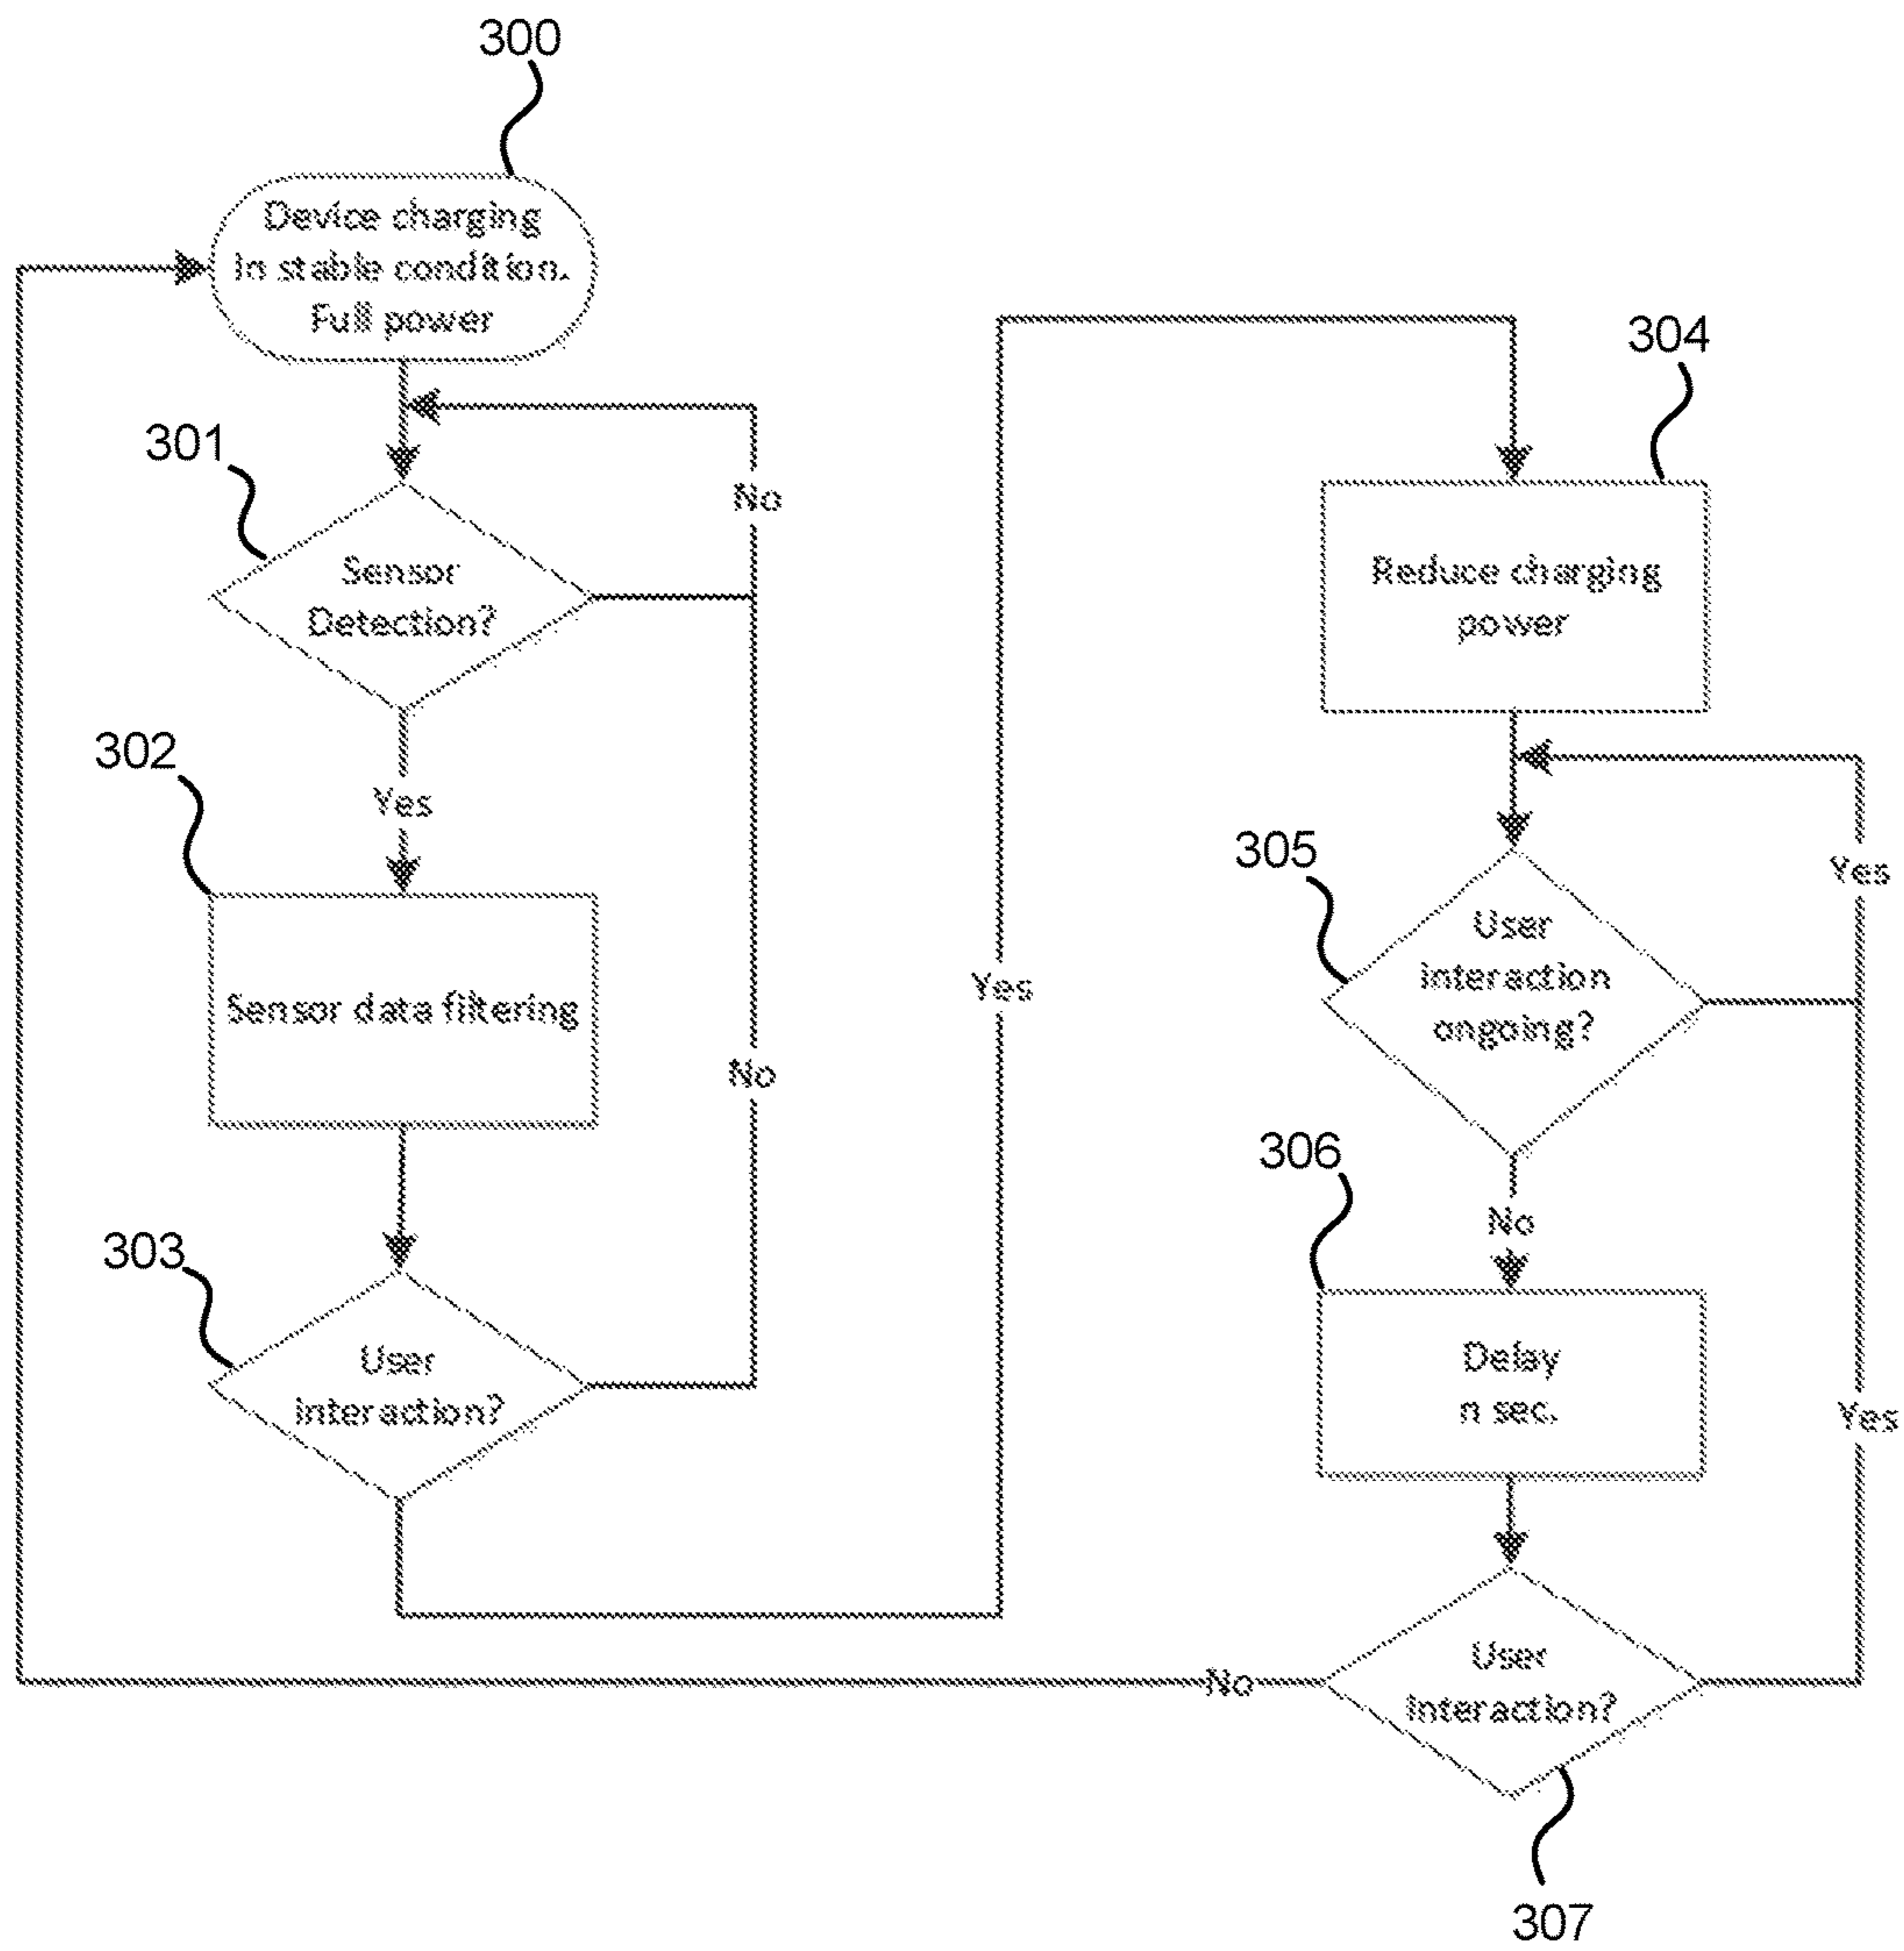 300
Device charging
In stable condition.
Full power
301
No
Sensor
Detection?
302
Yes
Sensor data filtering
No
303
User
interaction?
Yes
304
Reduce charging
power
305
Yes
User
interaction
ongoing?
306
No
Delay
n sec.
Yes
User
Interaction?
No
307